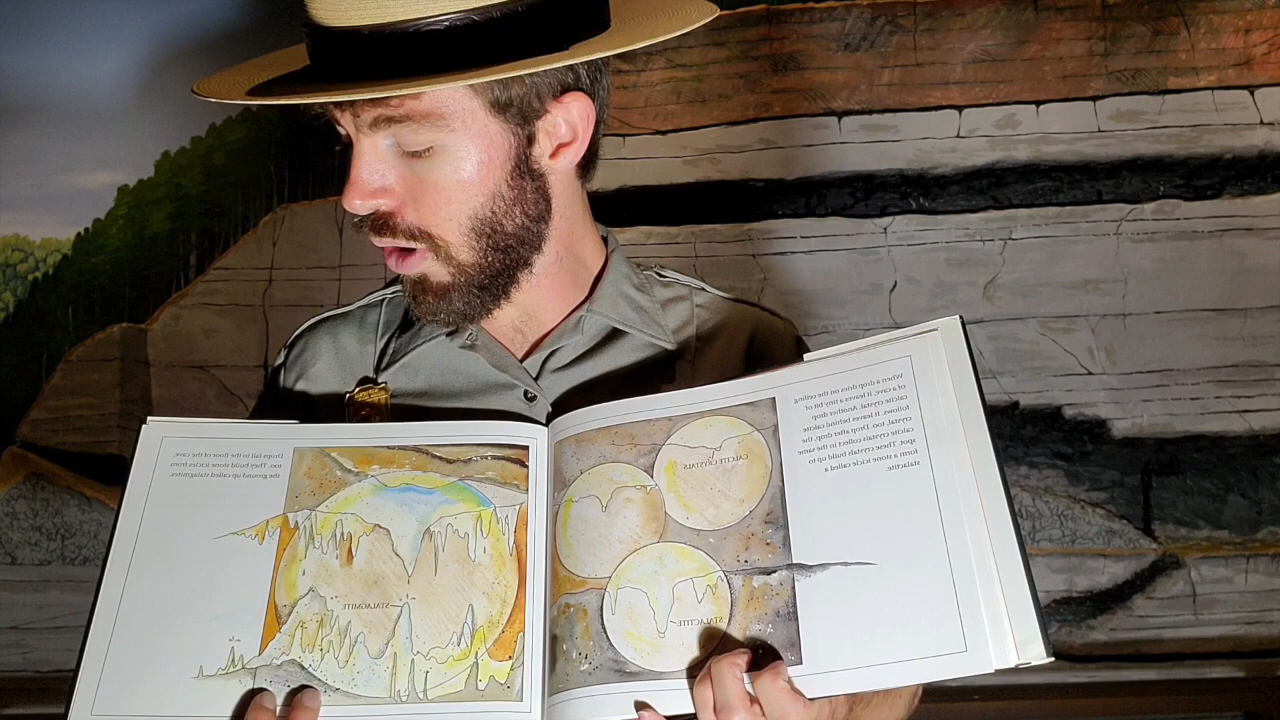 When a drop dries on the ceiling
of a cave, it leaves a tiny bit of
calcite crystal. Another drop
follows. It leaves behind calcite
crystal, too. Drop after drop, the
calcite crystals collect in the same
spot. These crystals build up to
form a stone icicle called a
stalactite.
CALCITE CRYSTALS
STALACTITE
Drops fall to the floor of the cave,
too. They build stone icicles from
the ground up called stalagmites.
STALAGMITE